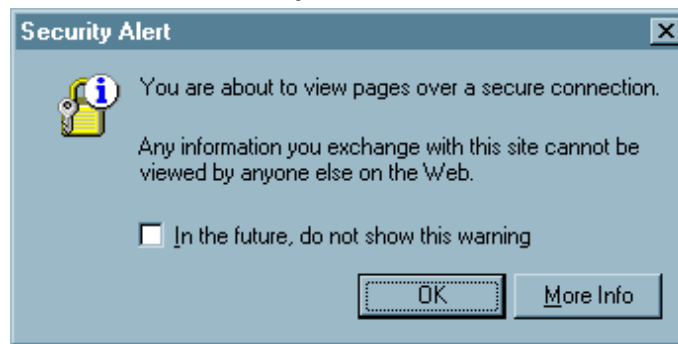 Security Alert
You are about to view pages over a secure connection.
Any information you exchange with this site cannot be
viewed by anyone else on the Web.
In the future, do not show this warning
OK More Info